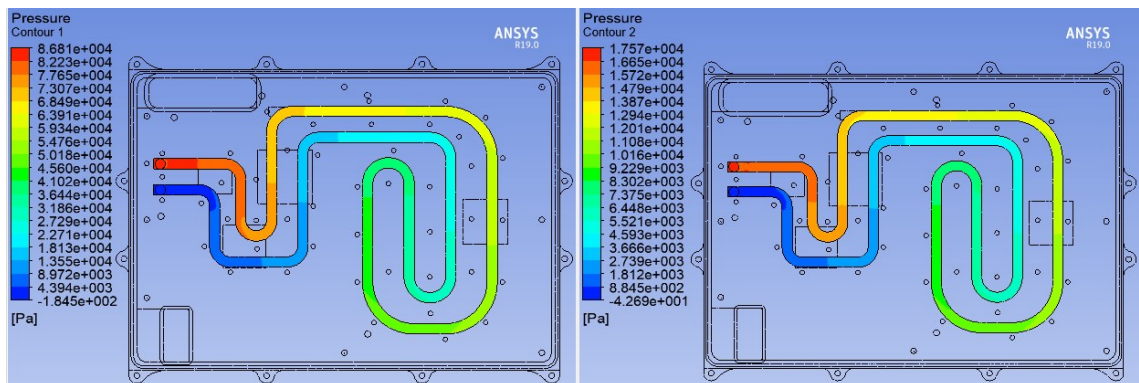 Pressure
Contour 1
8.681e+004
8.223e+004
7.765e+004
7.307e+004
6.849e+004
6.391e+004
5.934e+004
5.476e+004
5.018e+004
4.560e+004
4.102e+004
3.644e+004
3.186e+004
2.729e+004
2.271e+004
1.813e+004
1.355e+004
8.972e+003
4.394e+003
-1.845e+002
[Pa]
ANSYS
R19.0
Pressure
Contour 2
1.757e+004
1.665e+004
1.572e+004
1.479e+004
1.387e+004
1.294e+004
1.201e+004
1.108e+004
1.016e+004
9.229e+003
8.302e+003
7.375e+003
6.448e+003
5.521e+003
4.593e+003
3.666e+003
2.739e+003
1.812e+003
8.845e+002
-4.269e+001
[Pa]
ANSYS
R19.0